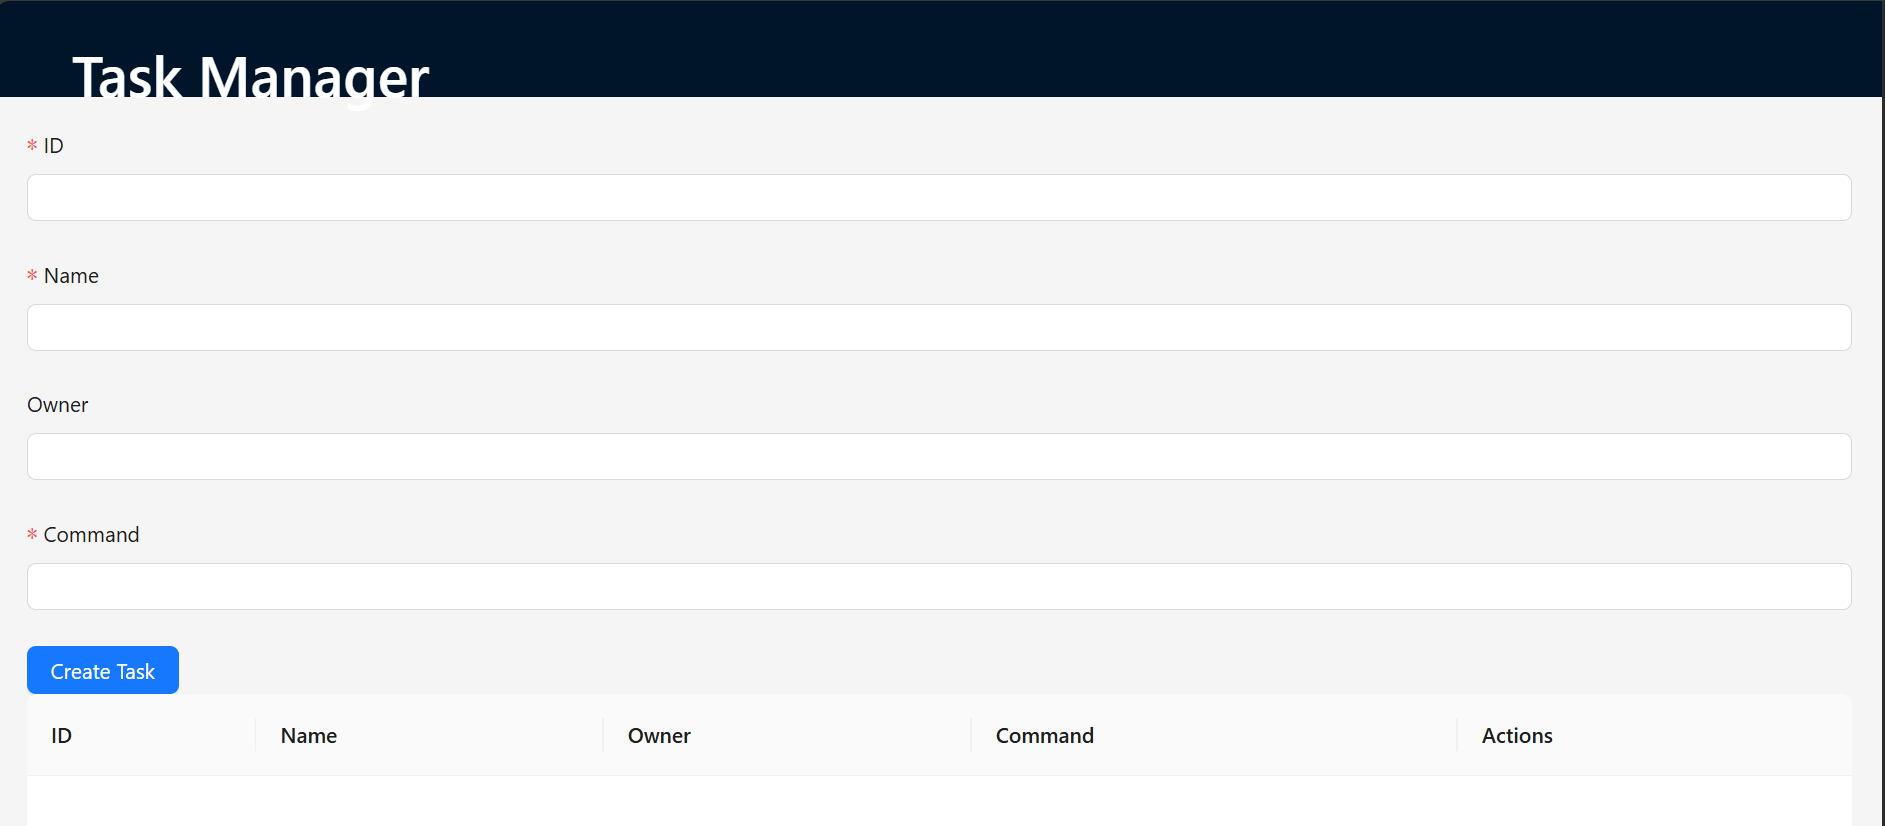 Task Manager
* ID
* Name
Owner
* Command
Create Task
ID Name Owner Command Actions